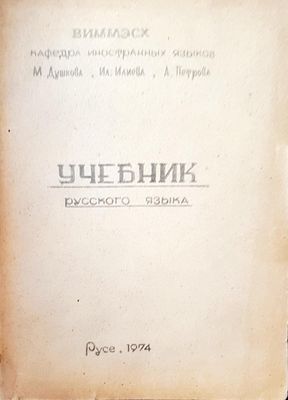 ВИММЭСХ
КАФЕДРА ИНОСТРАННЫХ ЯЗЫКОВ
М. Душкова, Ил. Илиева, А. Петрова
УЧЕБНИК
РУССКОГО ЯЗЫКА
Русе, 1974